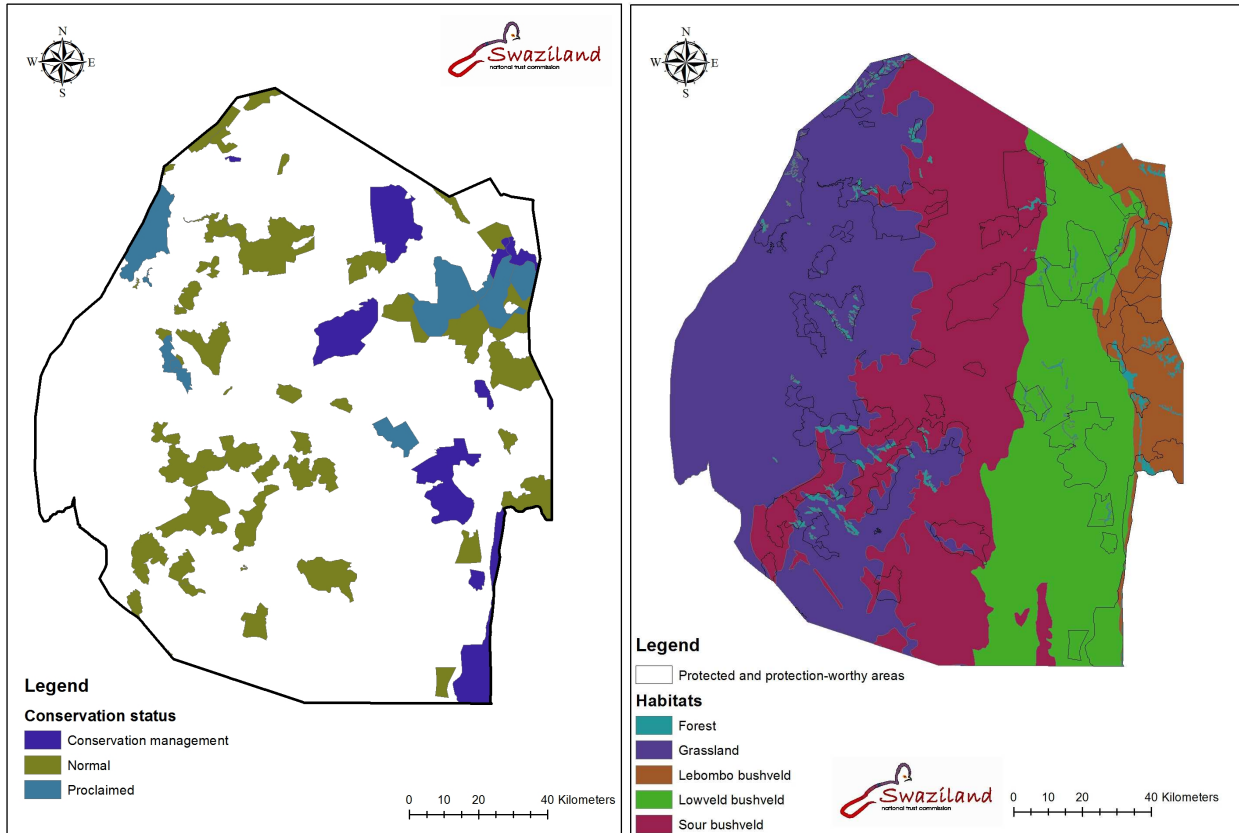 N
W E
S
Swaziland
national trust commission
Legend
Conservation status
Conservation management
Normal
Proclaimed
0 10 20 40 Kilometers
N
W E
S
Legend
Protected and protection-worthy areas
Habitats
Forest
Grassland
Lebombo bushveld
Lowveld bushveld
Sour bushveld
Swaziland
national trust commission
0 10 20 40 Kilometers